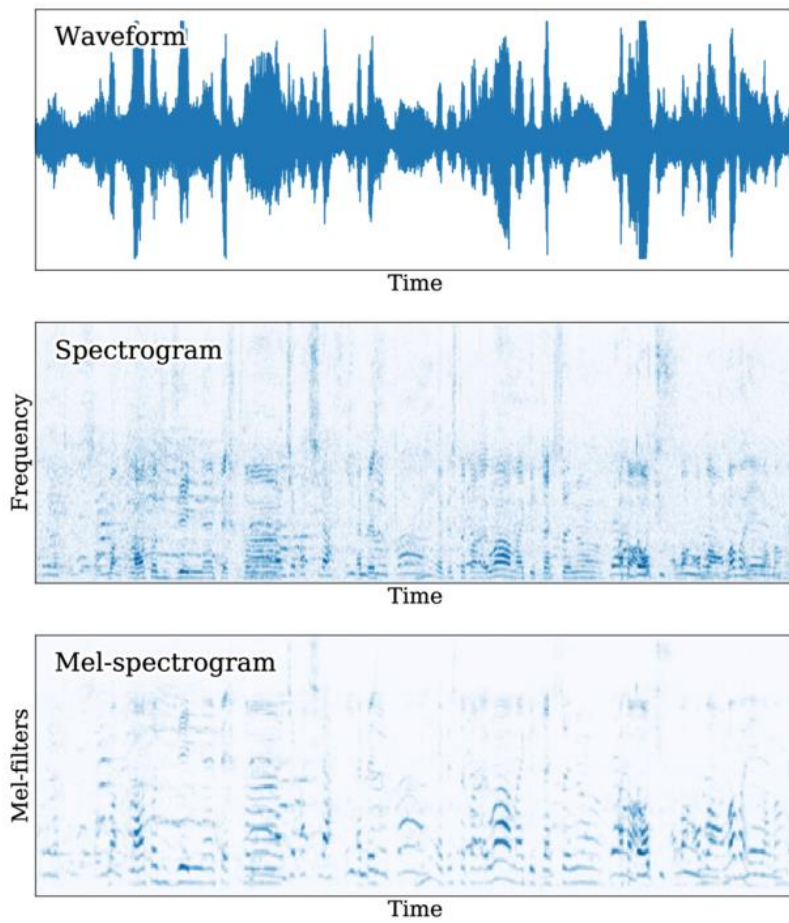 Waveform
Time
Spectrogram
Frequency
Time
Mel-spectrogram
Mel-filters
Time